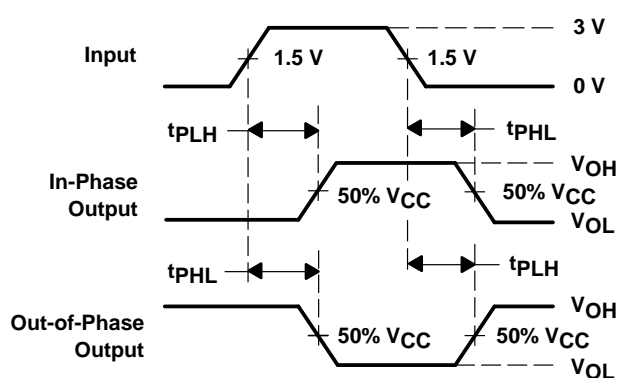 3 V
Input
1.5 V
1.5 V
0 V
tPLH
tPHL
VOH
In-Phase
Output
50% VCC
50% VCC
VOL
tPHL
tPLH
VOH
Out-of-Phase
Output
50% VCC
50% VCC
VOL